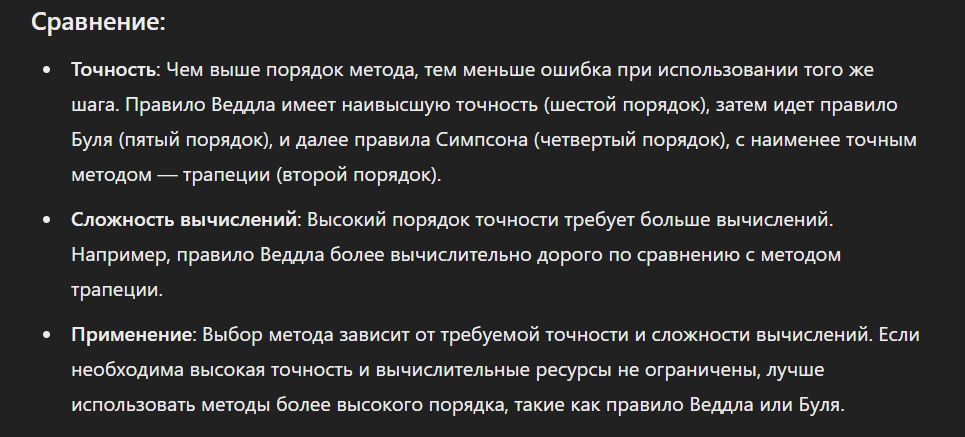 Сравнение:
• Точность: Чем выше порядок метода, тем меньше ошибка при использовании того же
шага. Правило Веддла имеет наивысшую точность (шестой порядок), затем идет правило
Буля (пятый порядок), и далее правила Симпсона (четвертый порядок), с наименее точным
методом — трапеции (второй порядок).
• Сложность вычислений: Высокий порядок точности требует больше вычислений.
Например, правило Веддла более вычислительно дорого по сравнению с методом
трапеции.
• Применение: Выбор метода зависит от требуемой точности и сложности вычислений. Если
необходима высокая точность и вычислительные ресурсы не ограничены, лучше
использовать методы более высокого порядка, такие как правило Веддла или Буля.